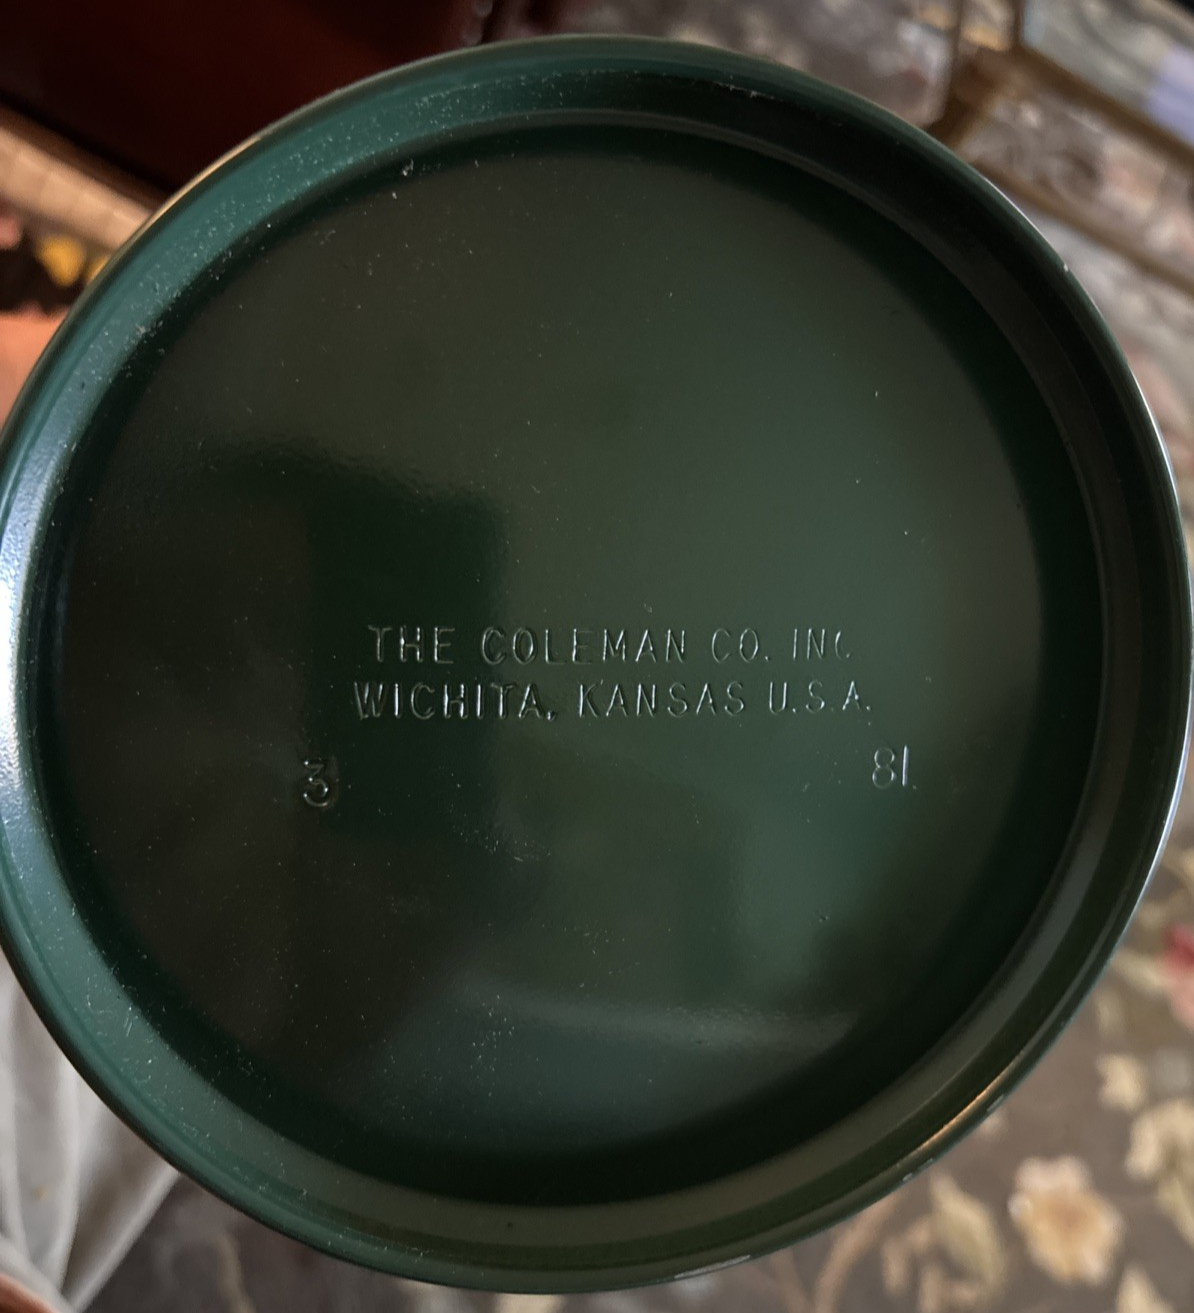 THE COLEMAN CO. INC
WICHITA, KANSAS U.S.A.
3 81